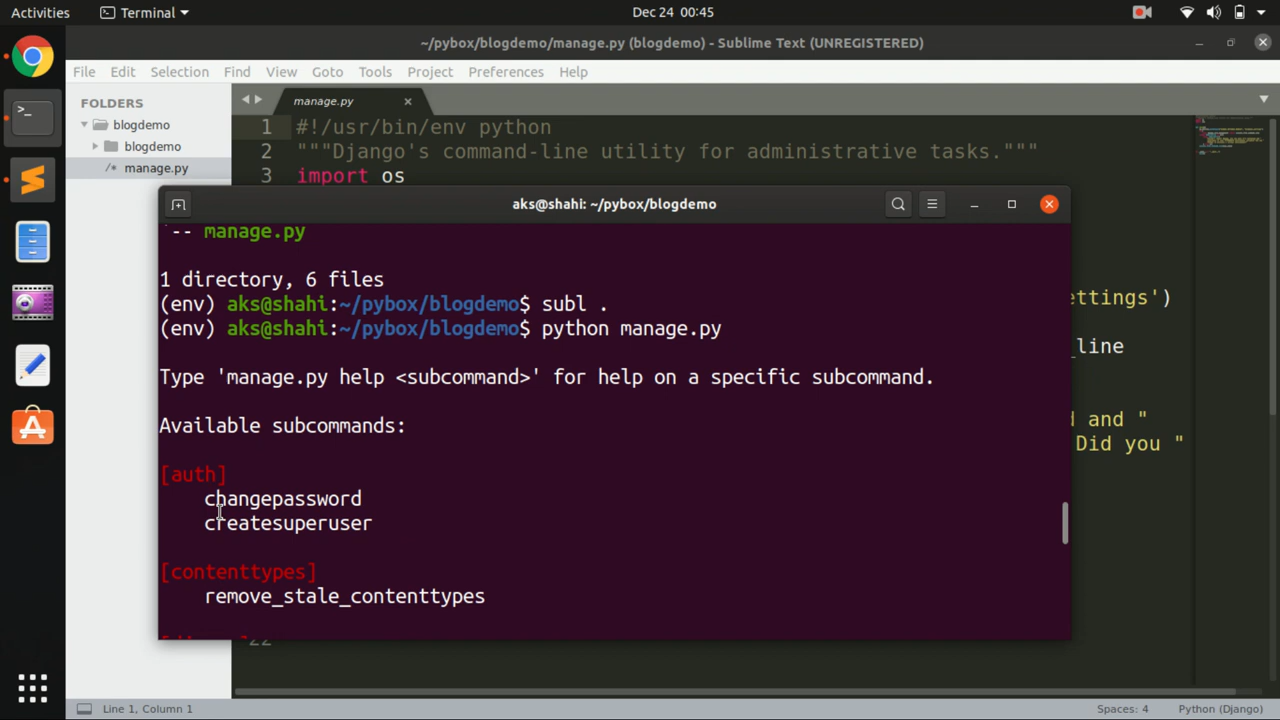 Activities
Terminal
Dec 24 00:45
~/pybox/blogdemo/manage.py (blogdemo) - Sublime Text (UNREGISTERED)
File Edit Selection Find View Goto Tools Project Preferences Help
FOLDERS
blogdemo
blogdemo
/* manage.py
manage.py ×
1 #!/usr/bin/env python
2 """Django's command-line utility for administrative tasks."""
3 import os
ettings')
_line
d and "
Did you "
22
aks@shahi: ~/pybox/blogdemo
`-- manage.py
1 directory, 6 files
(env) aks@shahi:~/pybox/blogdemo$ subl .
(env) aks@shahi:~/pybox/blogdemo$ python manage.py
Type 'manage.py help <subcommand>' for help on a specific subcommand.
Available subcommands:
[auth]
changepassword
createsuperuser
[contenttypes]
remove_stale_contenttypes
Line 1, Column 1
Spaces: 4
Python (Django)